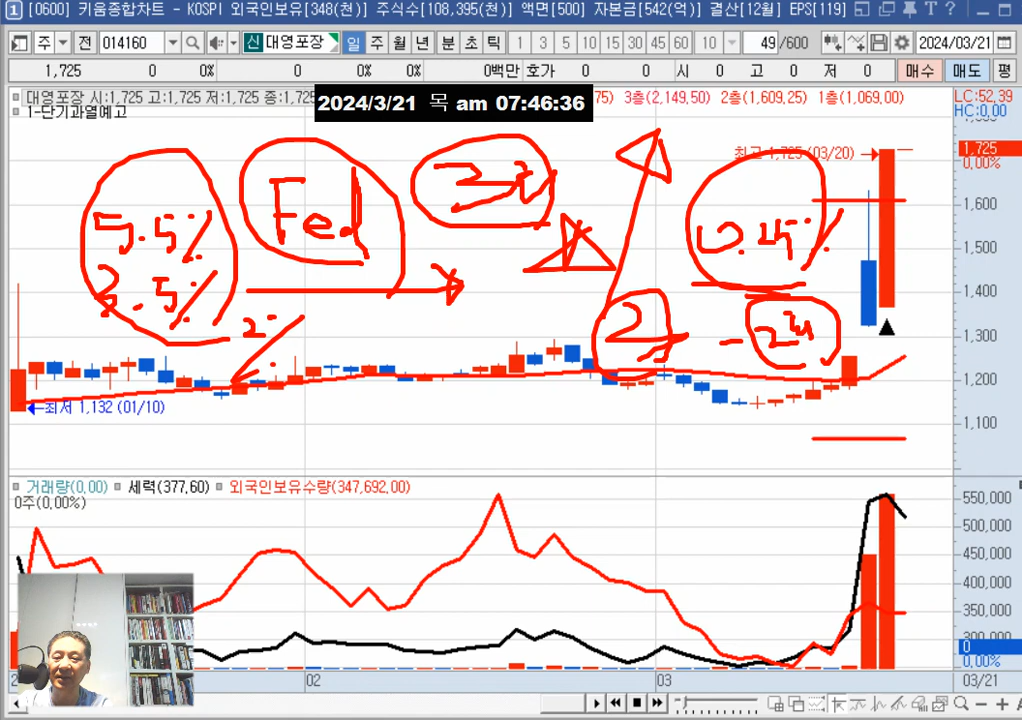 [0600] 키움종합차트 - KOSPI 외국인보유[348(천)] 주식수[108,395(천)] 액면[500] 자본금[542(억)] 결산[12월] EPS[119]
주 전 014160 신 대영포장 일 주 월 년 분 초 틱 1 3 5 10 15 30 45 60 10 49 /600 2024/03/21
1,725 0 0% 0 0% 0% 0백만 호가 0 0 시 0 고 0 저 0 매수 매도 평
대영포장 시:1,725 고:1,725 저:1,725 종:1,725 3층(2,149,50) 2층(1,609,25) 1층(1,069,00) LC:52,39
2024/3/21 목 am 07:46:36
HC:0,00
1-단기과열예고
최고 1,725 (03/20)
1,725
0,00%
Fed
5.5%
3.5%
0.25%
2
2
1,600
1,500
1,400
1,300
1,200
1,100
최저 1,132 (01/10)
거래량(0,00) 세력(377,60) 외국인보유수량(347,692,00)
0주(0,00%)
550,000
500,000
450,000
400,000
350,000
300,000
0
0,00%
02 03 03/21